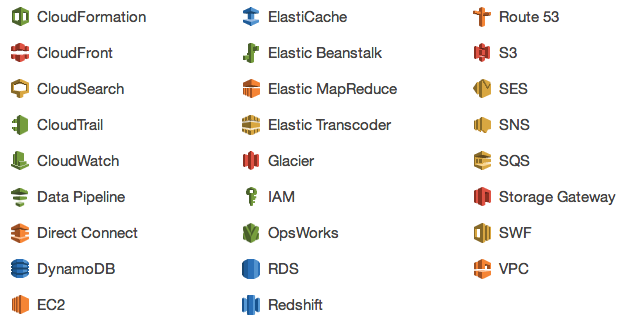 CloudFormation
CloudFront
CloudSearch
CloudTrail
CloudWatch
Data Pipeline
Direct Connect
DynamoDB
EC2
ElastiCache
Elastic Beanstalk
Elastic MapReduce
Elastic Transcoder
Glacier
IAM
OpsWorks
RDS
Redshift
Route 53
S3
SES
SNS
SQS
Storage Gateway
SWF
VPC